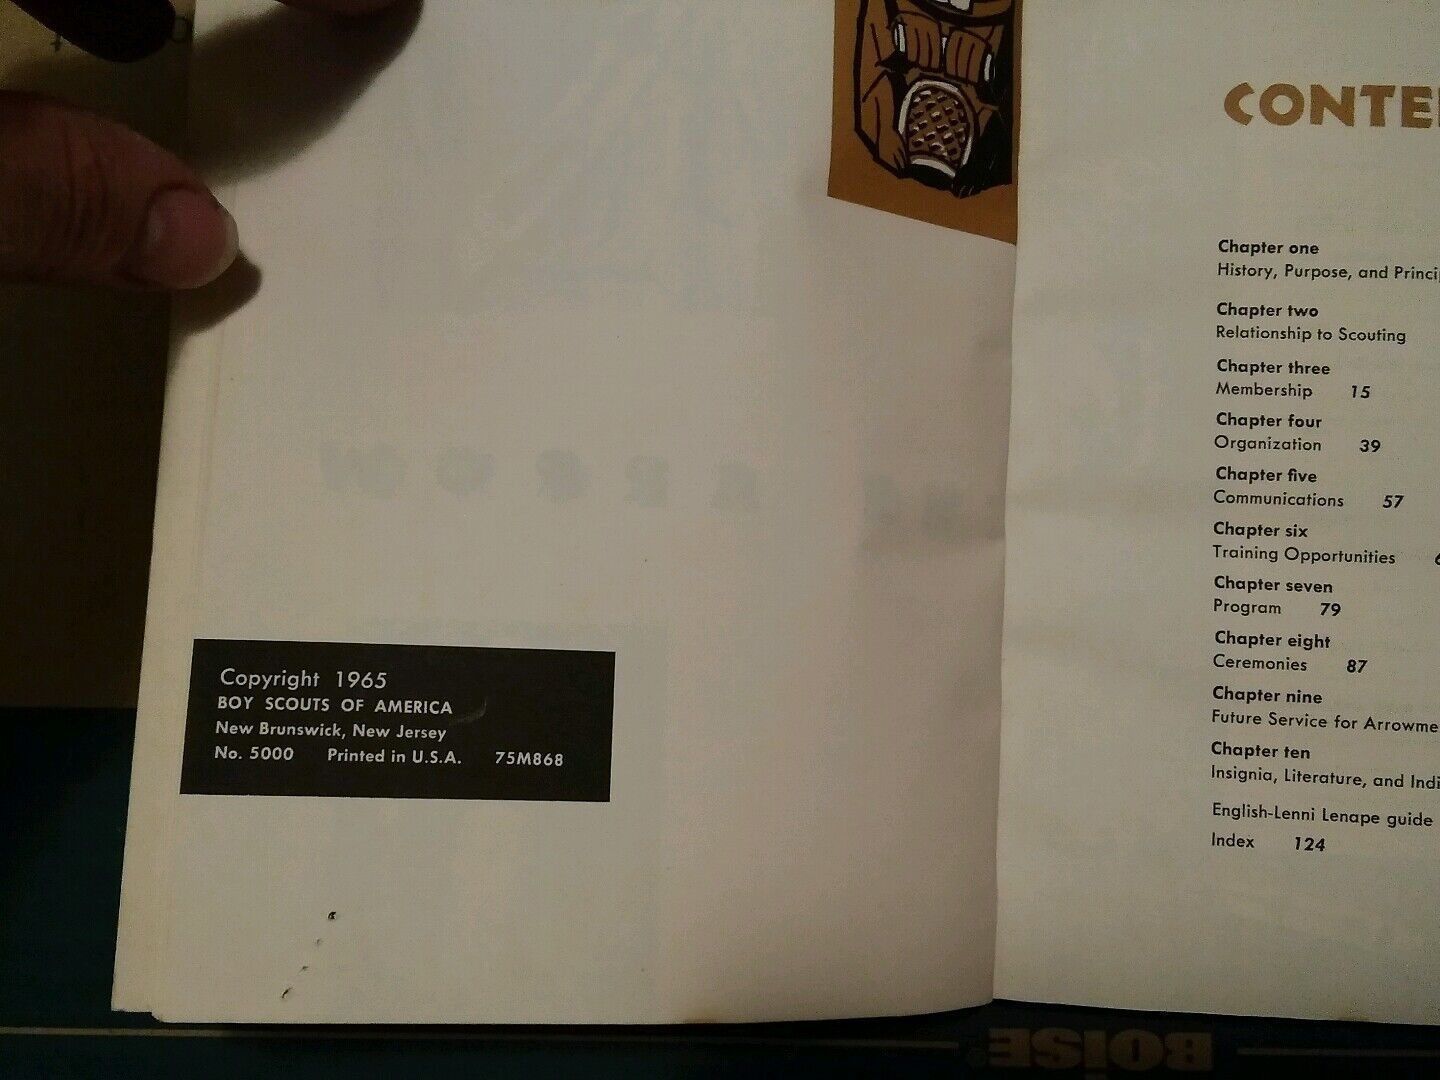 Copyright 1965
BOY SCOUTS OF AMERICA
New Brunswick, New Jersey
No. 5000 Printed in U.S.A. 75M868
CONTE
Chapter one
History, Purpose, and Princi
Chapter two
Relationship to Scouting
Chapter three
Membership 15
Chapter four
Organization 39
Chapter five
Communications 57
Chapter six
Training Opportunities 6
Chapter seven
Program 79
Chapter eight
Ceremonies 87
Chapter nine
Future Service for Arrowme
Chapter ten
Insignia, Literature, and Indi
English-Lenni Lenape guide
Index 124
BOISE